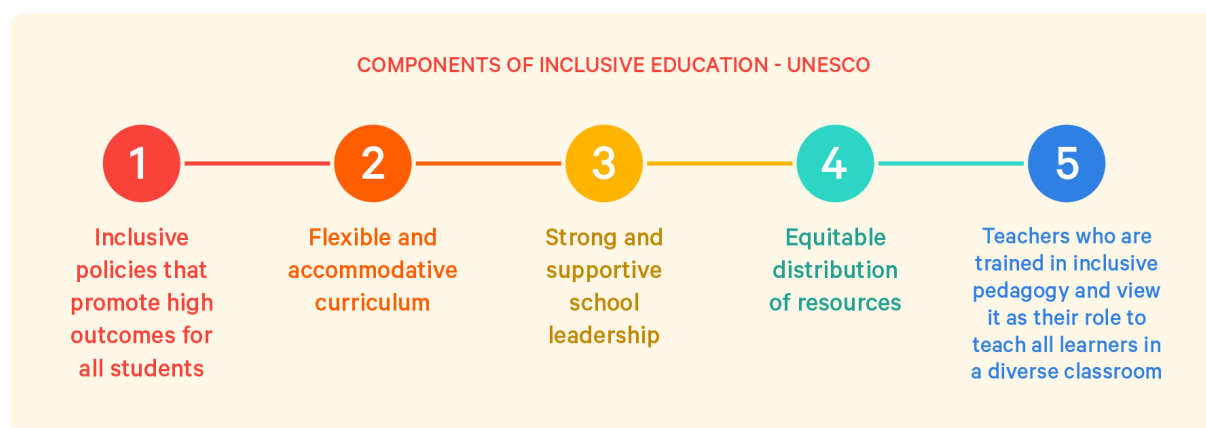 COMPONENTS OF INCLUSIVE EDUCATION - UNESCO
1
Inclusive
policies that
promote high
outcomes for
all students
2
Flexible and
accommodative
curriculum
3
Strong and
supportive
school
leadership
4
Equitable
distribution
of resources
5
Teachers who are
trained in inclusive
pedagogy and view
it as their role to
teach all learners in
a diverse classroom